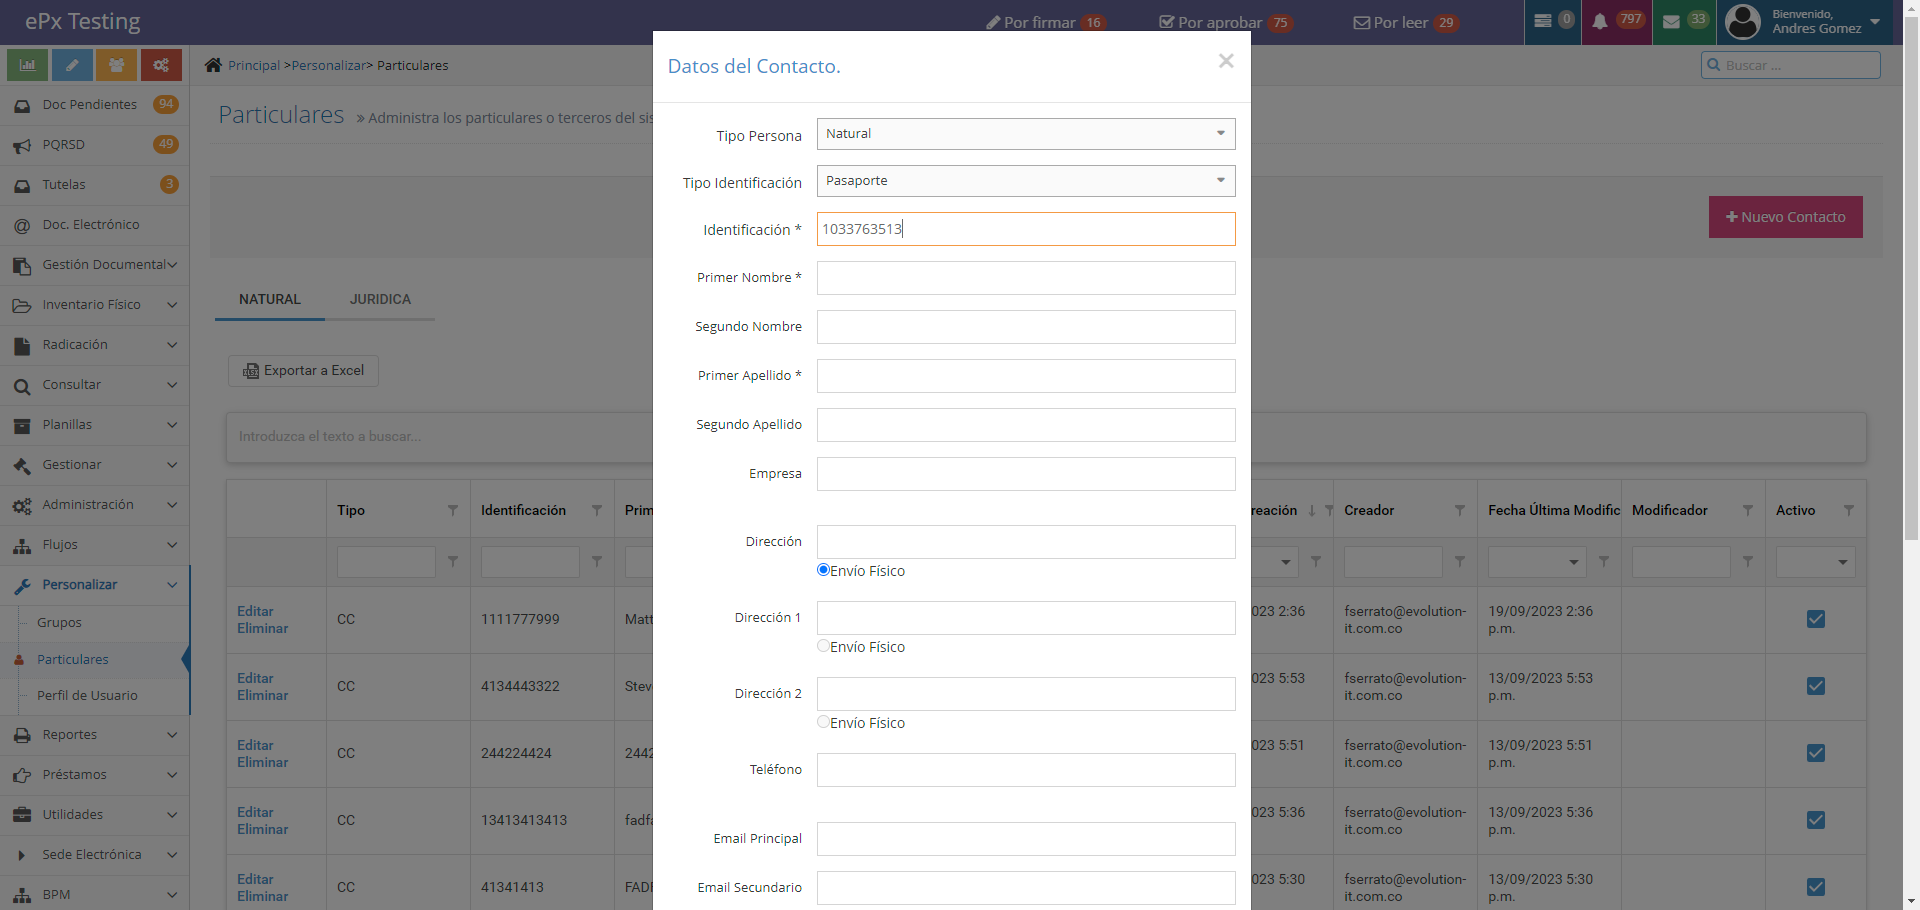 ePx Testing
Por firmar 16
Por aprobar 75
Por leer 29
0
797
33
Bienvenido,
Andres Gomez
Principal >Personalizar> Particulares
Buscar ...
Doc Pendientes 94
PQRSD 49
Tutelas 3
Doc. Electrónico
Gestión Documental
Inventario Físico
Radicación
Consultar
Planillas
Gestionar
Administración
Flujos
Personalizar
Grupos
Particulares
Perfil de Usuario
Reportes
Préstamos
Utilidades
Sede Electrónica
BPM
Particulares » Administra los particulares o terceros del sis
Nuevo Contacto
NATURAL JURIDICA
Exportar a Excel
Introduzca el texto a buscar...
Tipo Identificación Prim reación Creador Fecha Última Modific Modificador Activo
Editar
Eliminar
CC 1111777999 Matt 023 2:36
fserrato@evolution-
it.com.co
19/09/2023 2:36
p.m.
Editar
Eliminar
CC 4134443322 Stev 023 5:53
fserrato@evolution-
it.com.co
13/09/2023 5:53
p.m.
Editar
Eliminar
CC 244224424 2442 023 5:51
fserrato@evolution-
it.com.co
13/09/2023 5:51
p.m.
Editar
Eliminar
CC 13413413413 fadfa 023 5:36
fserrato@evolution-
it.com.co
13/09/2023 5:36
p.m.
Editar
Eliminar
CC 41341413 FADF 023 5:30
fserrato@evolution-
it.com.co
13/09/2023 5:30
p.m.
Datos del Contacto.
×
Tipo Persona Natural
Tipo Identificación Pasaporte
Identificación * 1033763513
Primer Nombre *
Segundo Nombre
Primer Apellido *
Segundo Apellido
Empresa
Dirección
Envío Físico
Dirección 1
Envío Físico
Dirección 2
Envío Físico
Teléfono
Email Principal
Email Secundario